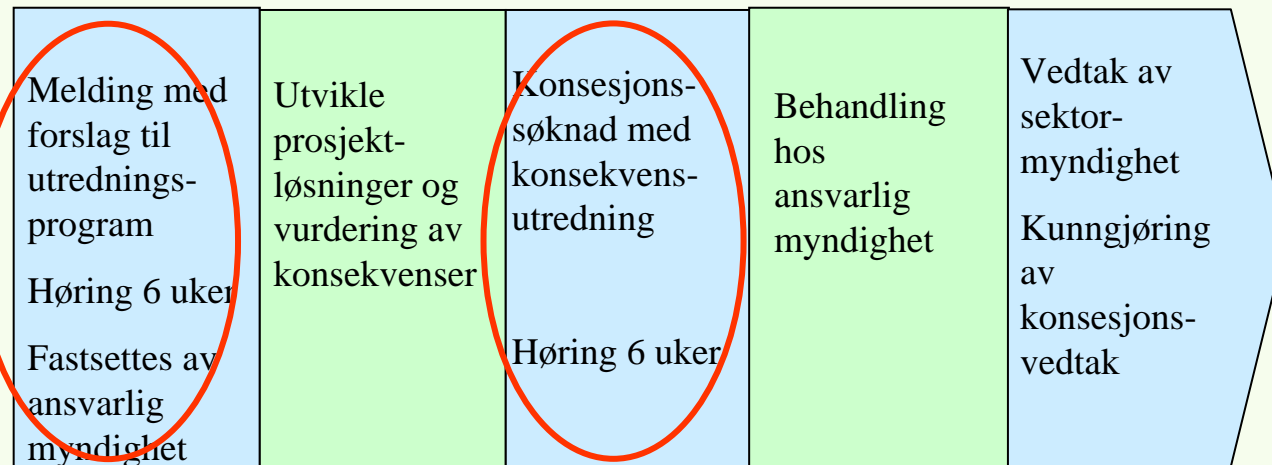 Melding med
forslag til
utrednings-
program
Høring 6 uker
Fastsettes av
ansvarlig
myndighet
Utvikle
prosjekt-
løsninger og
vurdering av
konsekvenser
Konsesjons-
søknad med
konsekvens-
utredning
Høring 6 uker
Behandling
hos
ansvarlig
myndighet
Vedtak av
sektor-
myndighet
Kunngjøring
av
konsesjons-
vedtak